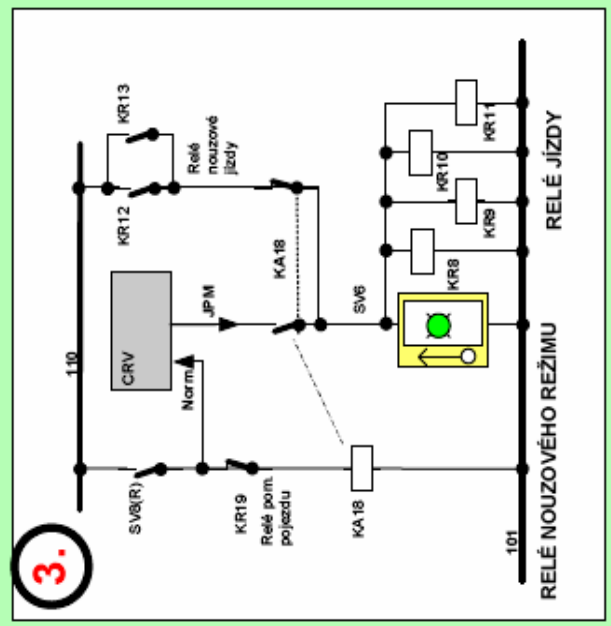 3.
110
101
SV8(R)
KR19
Relé pom.
pojezdu
KA18
CRV
Norm
JPM
KR12
KR13
Relé
nouzové
jízdy
KA18
SV6
KR8
KR9
KR10
KR11
RELÉ NOUZOVÉHO REŽIMU
RELÉ JÍZDY